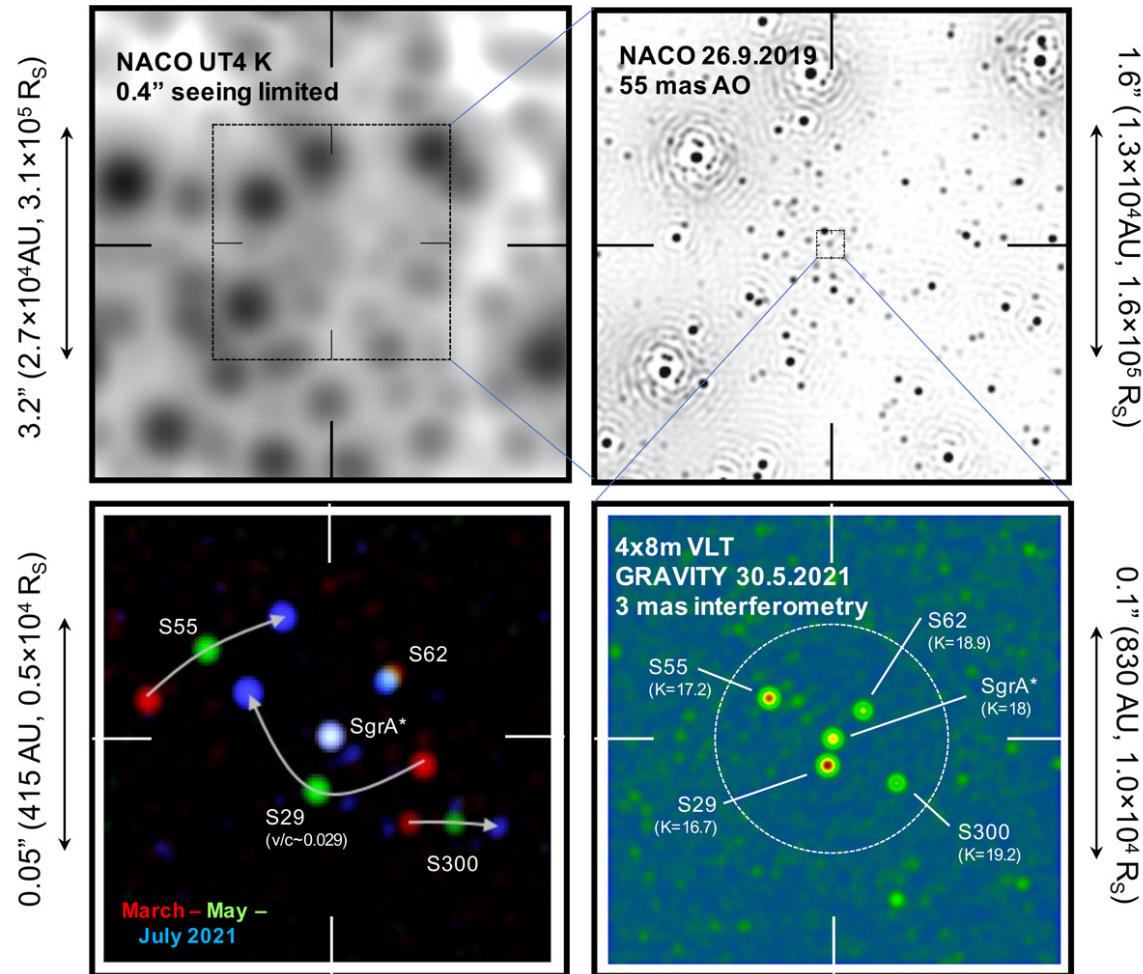 NACO UT4 K
0.4” seeing limited
3.2” (2.7×10⁴AU, 3.1×10⁵ R_S)
NACO 26.9.2019
55 mas AO
1.6” (1.3×10⁴AU, 1.6×10⁵ R_S)
S55
S62
SgrA*
S29
(v/c~0.029)
S300
March – May –
July 2021
0.05” (415 AU, 0.5×10⁴ R_S)
4x8m VLT
GRAVITY 30.5.2021
3 mas interferometry
S62
(K=18.9)
S55
(K=17.2)
SgrA*
(K=18)
S29
(K=16.7)
S300
(K=19.2)
0.1” (830 AU, 1.0×10⁴ R_S)